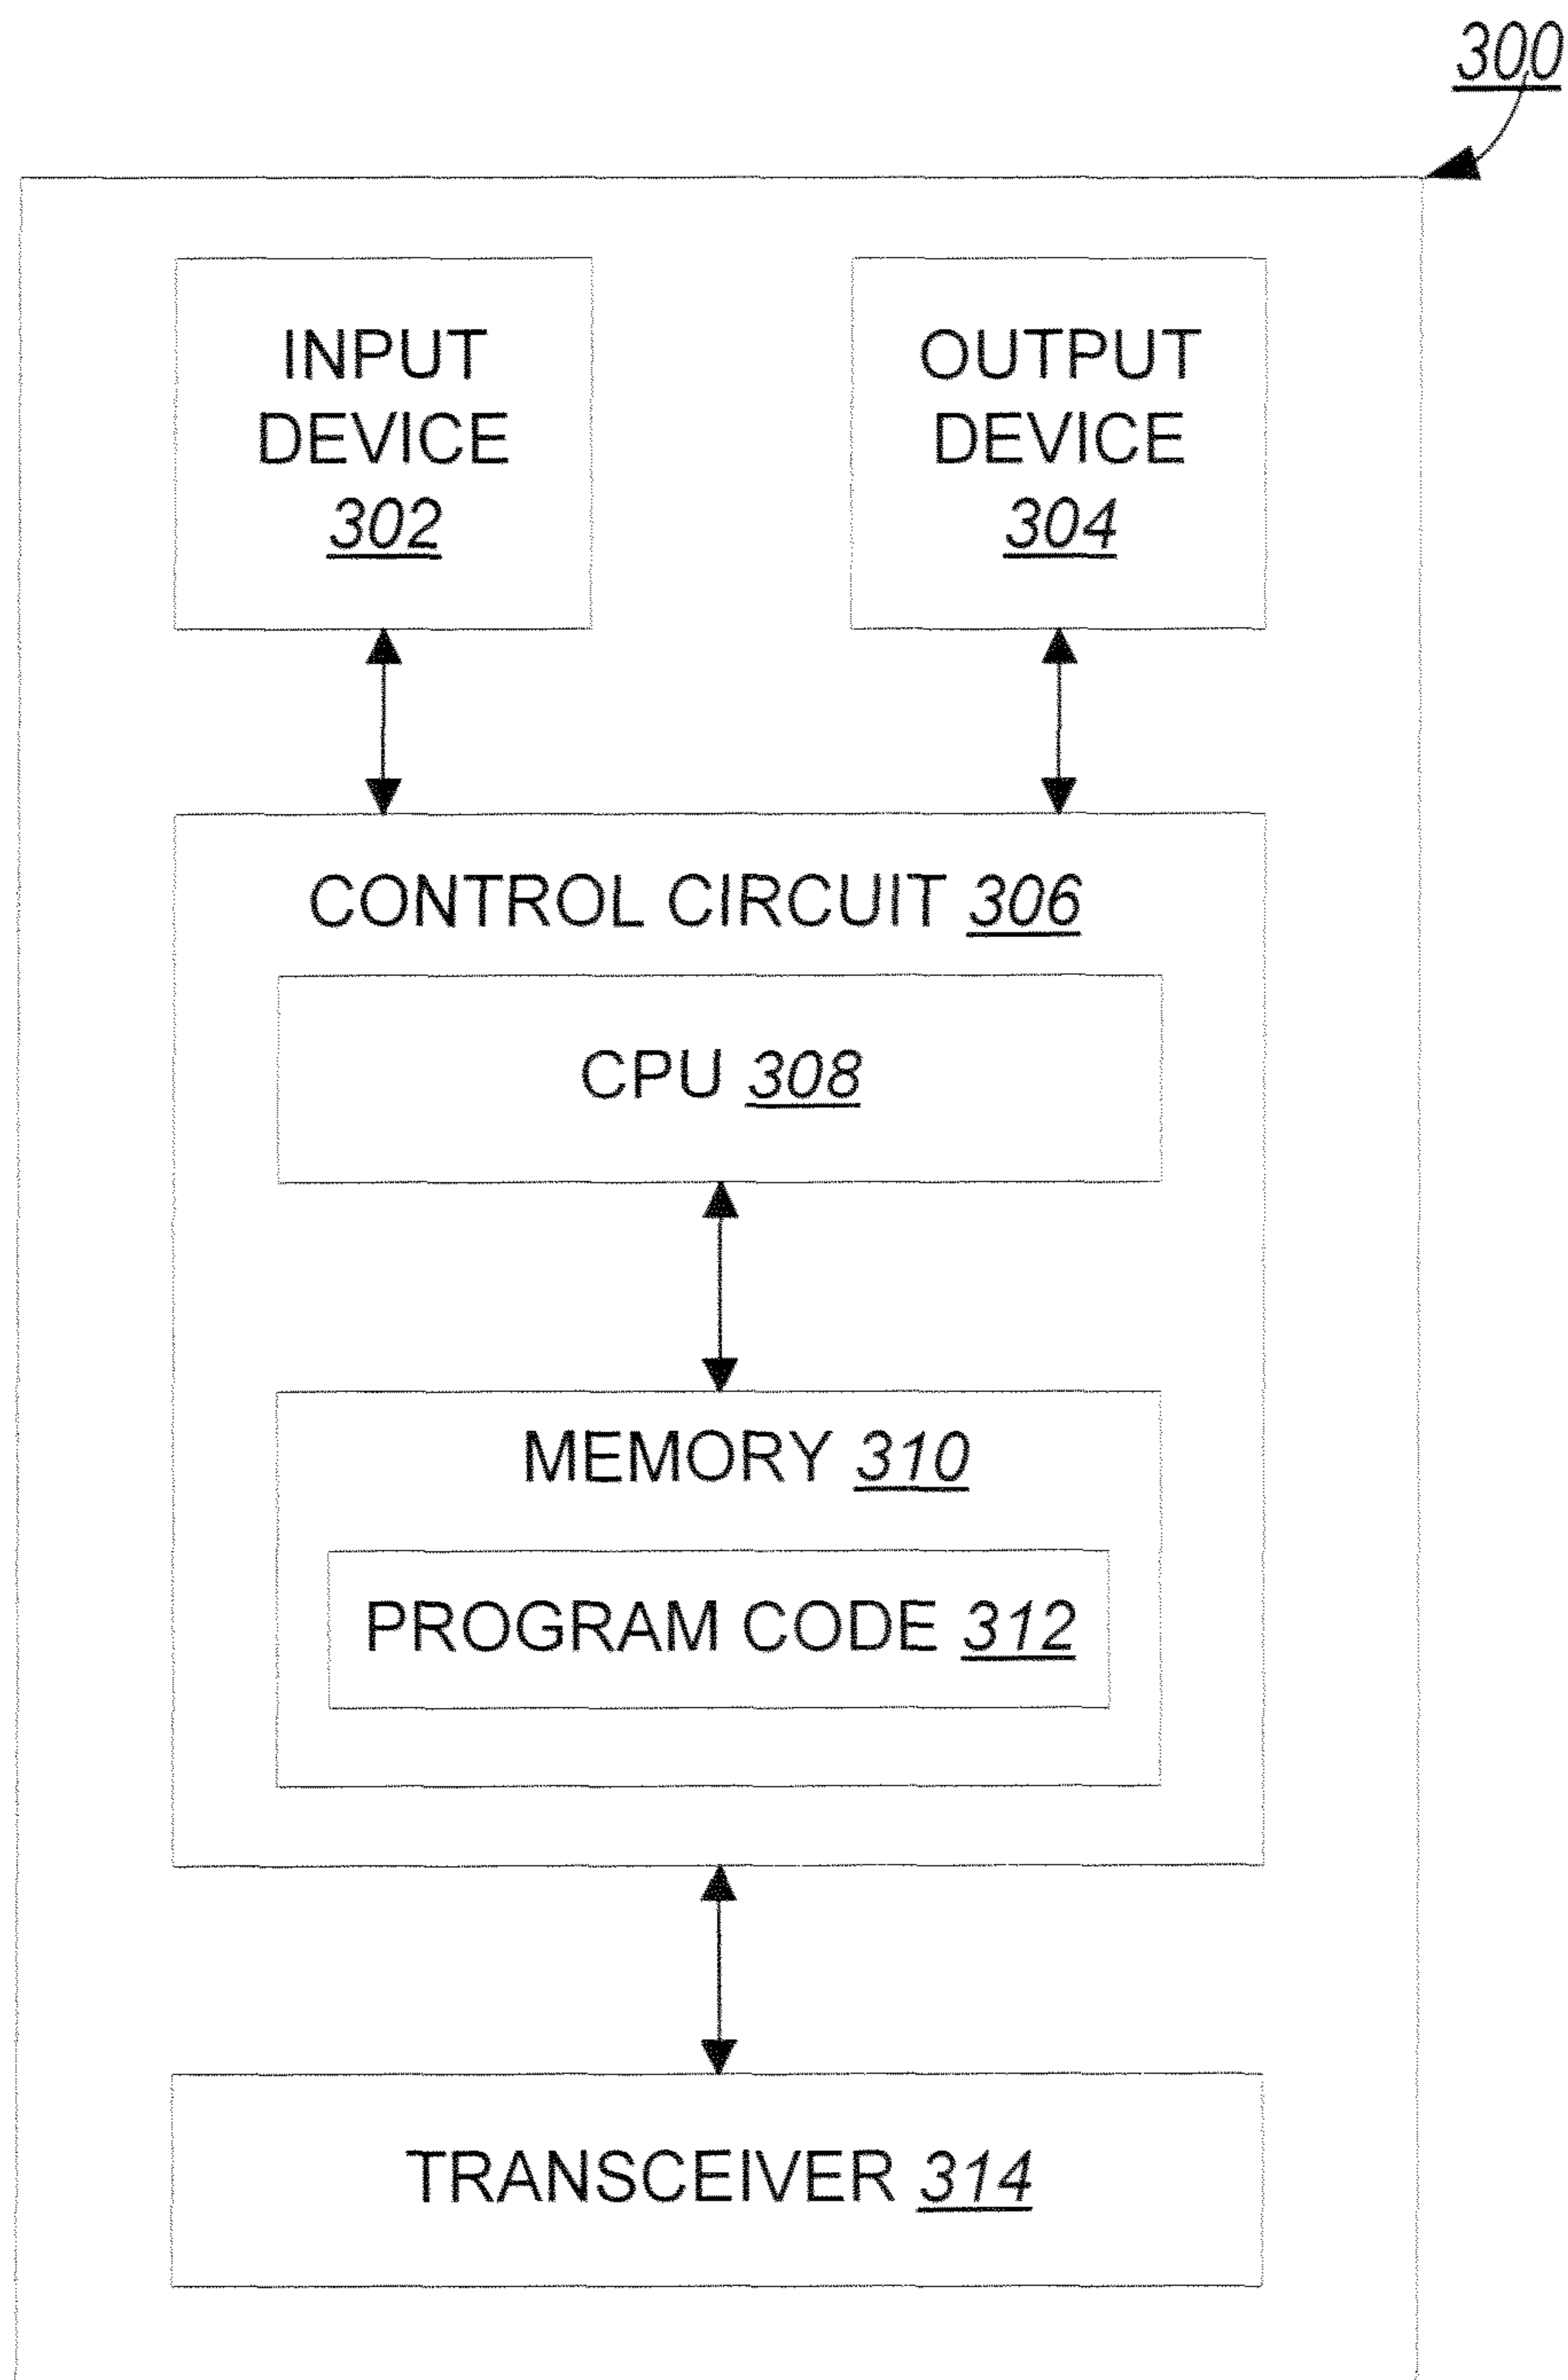 300
INPUT
DEVICE
302
OUTPUT
DEVICE
304
CONTROL CIRCUIT 306
CPU 308
MEMORY 310
PROGRAM CODE 312
TRANSCEIVER 314